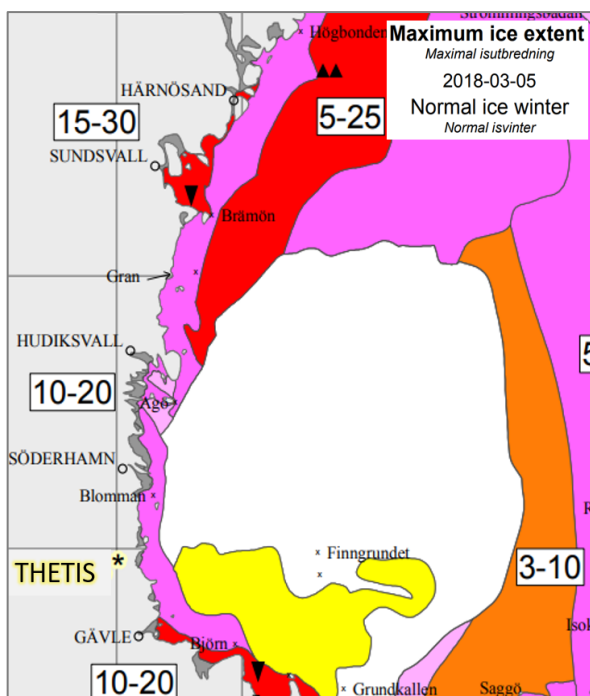 Strömmingsbådan
Högbonden
Maximum ice extent
Maximal isutbredning
2018-03-05
Normal ice winter
Normal isvinter
HÄRNÖSAND
15-30
5-25
SUNDSVALL
Brämön
Gran
HUDIKSVALL
10-20
Agö
SÖDERHAMN
Blomman
Finngrundet
THETIS
*
3-10
GÄVLE
Björn
10-20
Grundkallen
Saggö